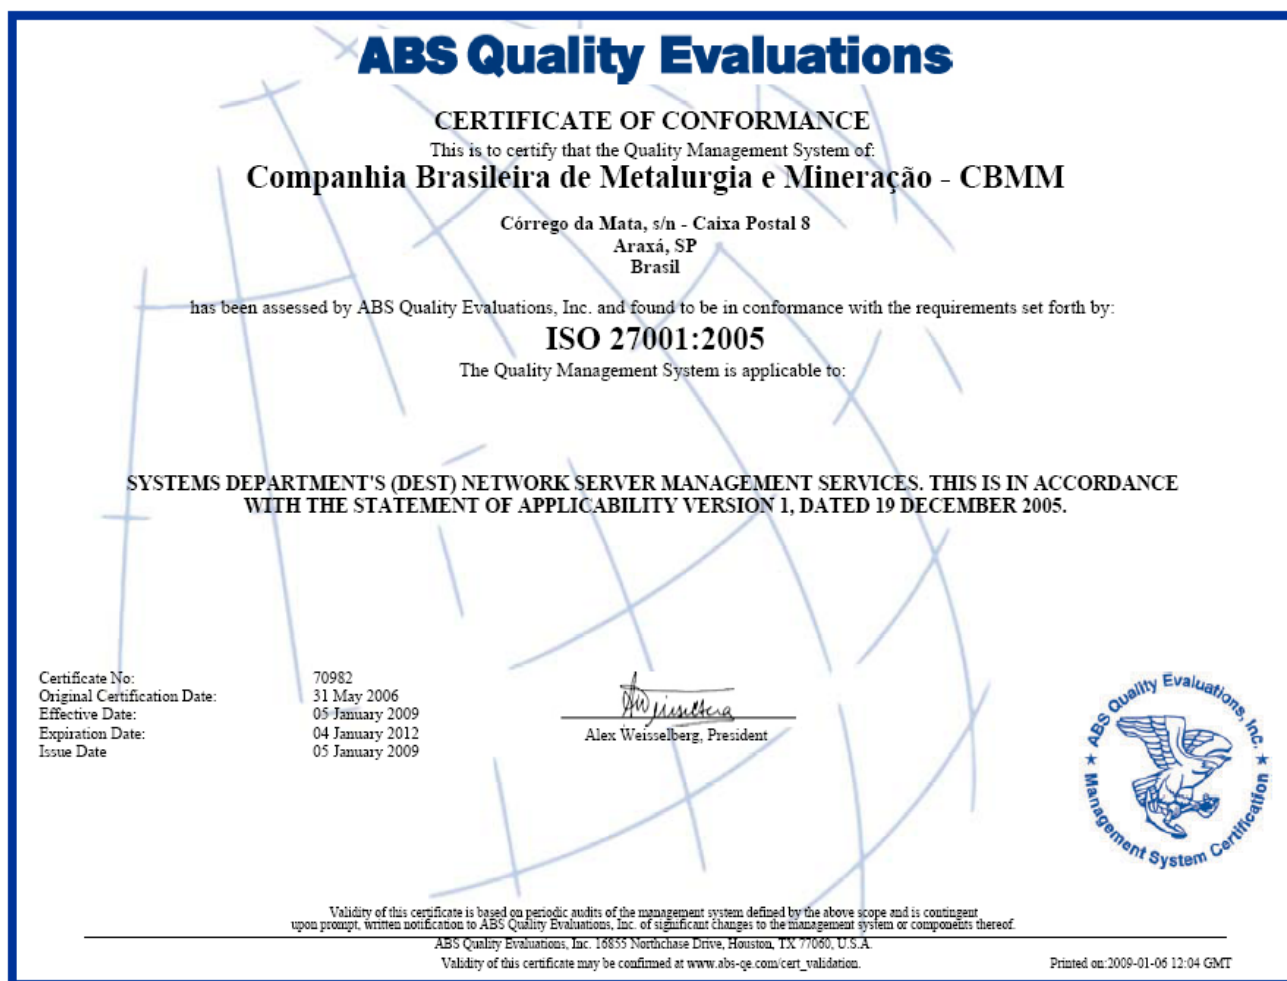 ABS Quality Evaluations
CERTIFICATE OF CONFORMANCE
This is to certify that the Quality Management System of:
Companhia Brasileira de Metalurgia e Mineração - CBMM
Córrego da Mata, s/n - Caixa Postal 8
Araxá, SP
Brasil
has been assessed by ABS Quality Evaluations, Inc. and found to be in conformance with the requirements set forth by:
ISO 27001:2005
The Quality Management System is applicable to:
SYSTEMS DEPARTMENT'S (DEST) NETWORK SERVER MANAGEMENT SERVICES. THIS IS IN ACCORDANCE
WITH THE STATEMENT OF APPLICABILITY VERSION 1, DATED 19 DECEMBER 2005.
Certificate No: 70982
Original Certification Date: 31 May 2006
Effective Date: 05 January 2009
Expiration Date: 04 January 2012
Issue Date 05 January 2009
Alex Weisselberg, President
ABS Quality Evaluations, Inc.
Management System Certification
Validity of this certificate is based on periodic audits of the management system defined by the above scope and is contingent
upon prompt, written notification to ABS Quality Evaluations, Inc. of significant changes to the management system or components thereof.
ABS Quality Evaluations, Inc. 16855 Northchase Drive, Houston, TX 77060, U.S.A.
Validity of this certificate may be confirmed at www.abs-qe.com/cert_validation.
Printed on:2009-01-06 12:04 GMT